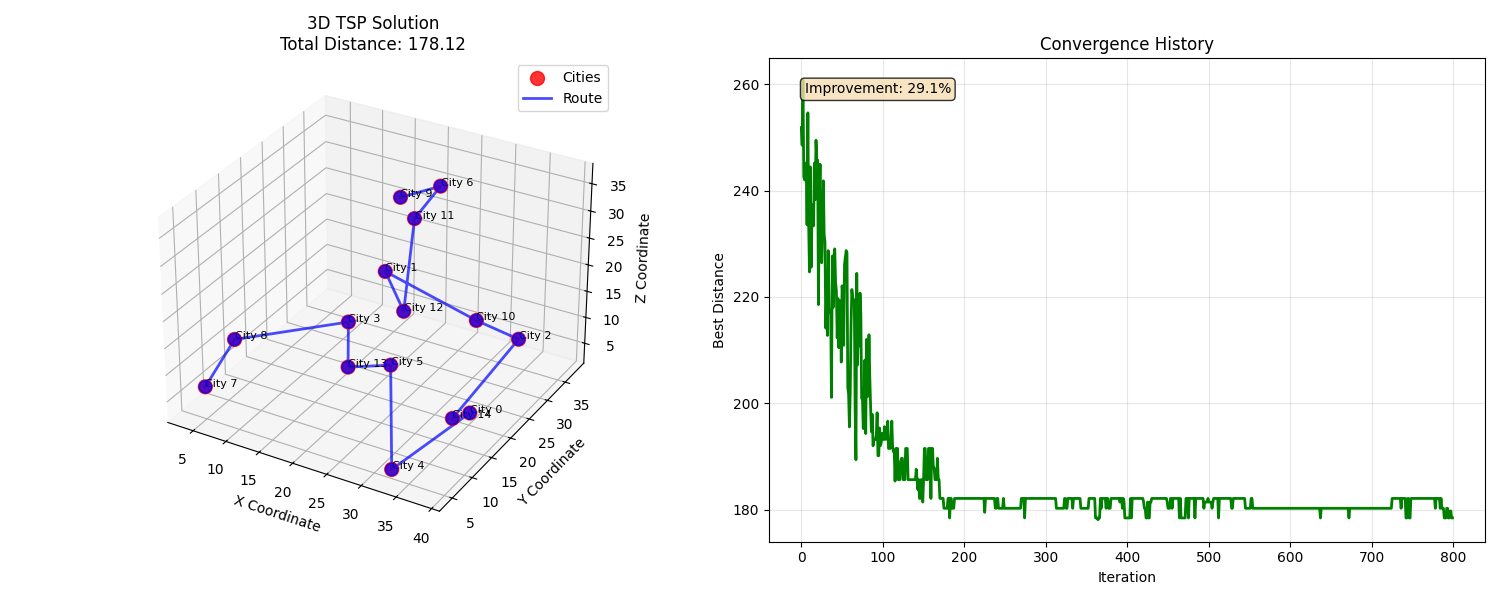 3D TSP Solution
Total Distance: 178.12
Cities
Route
City 9
City 6
City 11
City 1
City 12
City 10
City 3
City 2
City 8
City 13
City 5
City 7
City 0
City 14
City 4
35
30
25
20
15
10
5
Z Coordinate
5
10
15
20
25
30
35
40
X Coordinate
5
10
15
20
25
30
35
Y Coordinate
Convergence History
Improvement: 29.1%
260
240
220
200
180
Best Distance
0
100
200
300
400
500
600
700
800
Iteration